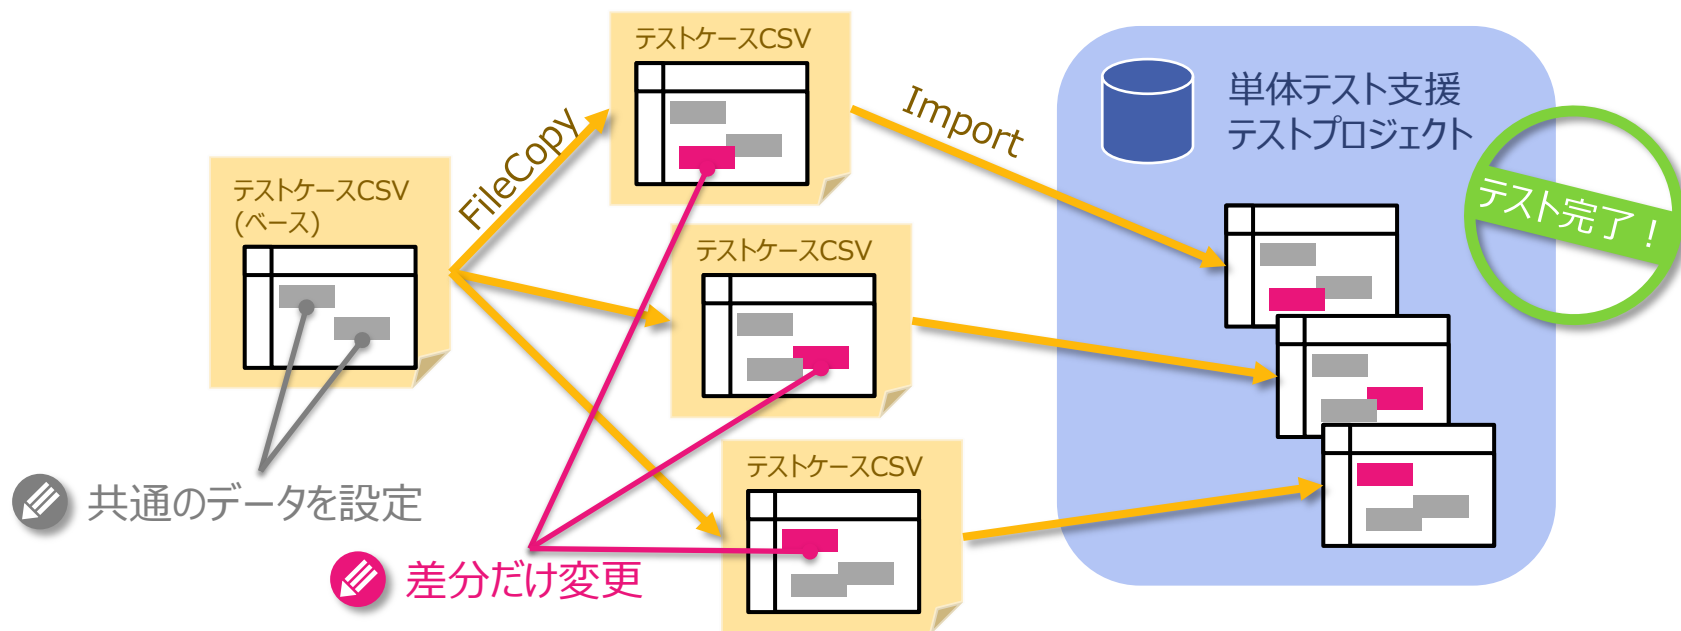 テストケースCSV
(ベース)
共通のデータを設定
FileCopy
テストケースCSV
テストケースCSV
テストケースCSV
差分だけ変更
Import
単体テスト支援
テストプロジェクト
テスト完了！